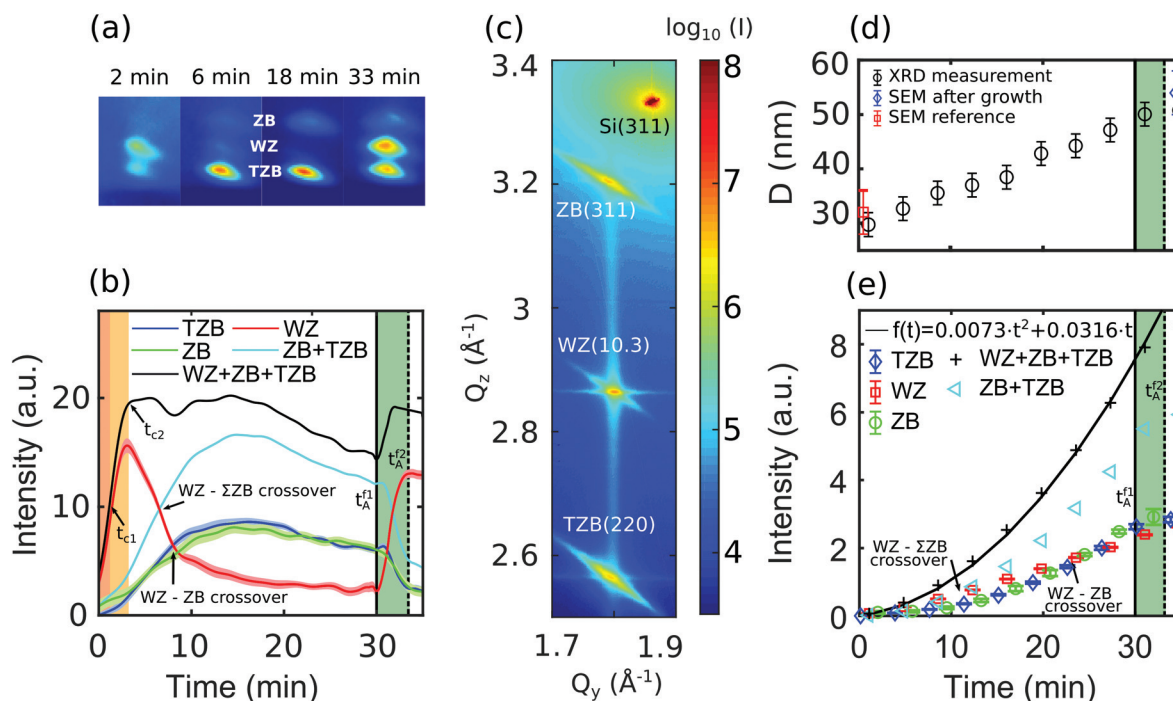 (a)
2 min 6 min 18 min 33 min
ZB
WZ
TZB
(b)
TZB WZ
ZB ZB+TZB
WZ+ZB+TZB
20
10
0
Intensity (a.u.)
t_c2
t_c1
WZ - ΣZB crossover
WZ - ZB crossover
t_A^f2
t_A^f1
0 10 20 30
Time (min)
(c)
log₁₀ (I)
3.4
3.2
3
2.8
2.6
Q_z (Å⁻¹)
Si(311)
ZB(311)
WZ(10.3)
TZB(220)
1.7 1.9
Q_y (Å⁻¹)
8
7
6
5
4
(d)
60
50
40
30
D (nm)
XRD measurement
SEM after growth
SEM reference
(e)
f(t)=0.0073·t²+0.0316·t
TZB WZ+ZB+TZB
WZ ZB+TZB
ZB
8
6
4
2
0
Intensity (a.u.)
t_A^f2
t_A^f1
WZ - ΣZB
crossover
WZ - ZB
crossover
0 10 20 30
Time (min)